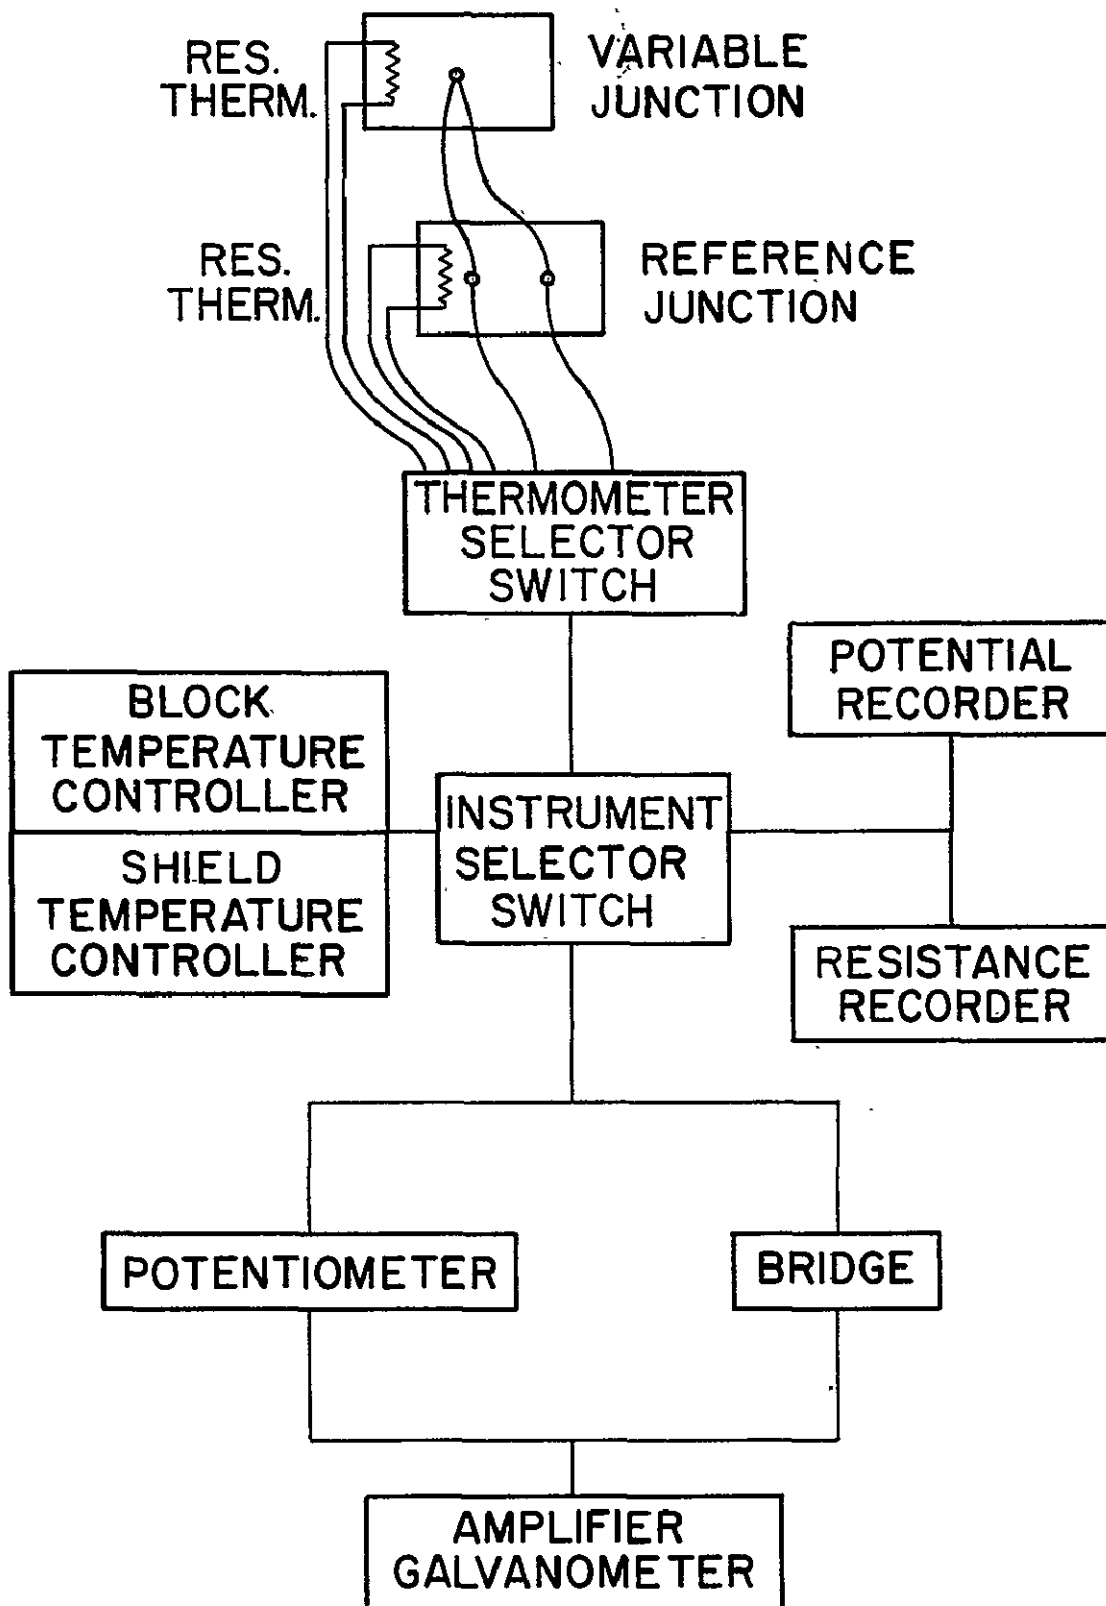 RES.
THERM.
VARIABLE
JUNCTION
RES.
THERM.
REFERENCE
JUNCTION
THERMOMETER
SELECTOR
SWITCH
POTENTIAL
RECORDER
BLOCK
TEMPERATURE
CONTROLLER
INSTRUMENT
SELECTOR
SWITCH
SHIELD
TEMPERATURE
CONTROLLER
RESISTANCE
RECORDER
POTENTIOMETER
BRIDGE
AMPLIFIER
GALVANOMETER